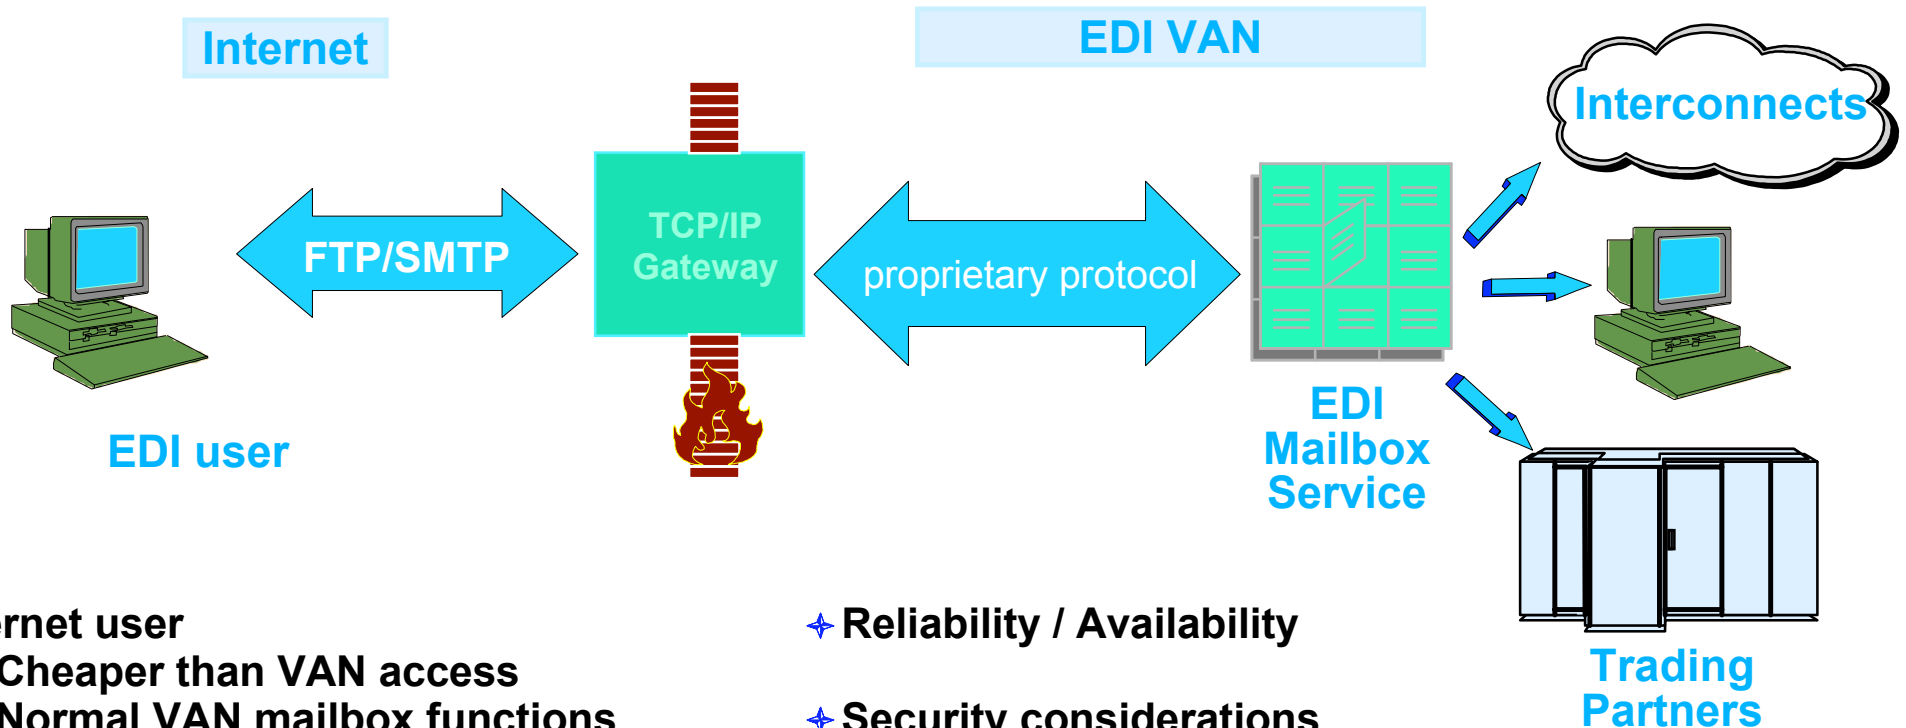 Internet
EDI VAN
Interconnects
FTP/SMTP
TCP/IP
Gateway
proprietary protocol
EDI user
EDI
Mailbox
Service
ernet user
Cheaper than VAN access
Normal VAN mailbox functions
Reliability / Availability
Security considerations
Trading
Partners